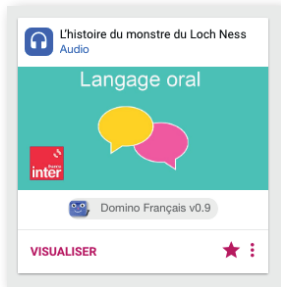 L'histoire du monstre du Loch Ness
Audio
Langage oral
france
inter
Domino Français v0.9
VISUALISER